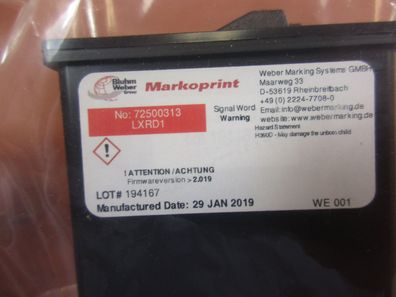 Bluhm
Weber
Group
Markoprint
Weber Marking Systems GMBH
Maarweg 33
D-53619 Rheinbreitbach
+49 (0) 2224-7708-0
Email:info@webermarking.de
website: www.webermarking.de
Hazard Statement
H360D - May damage the unborn child
No: 72500313
LXRD1
Signal Word
Warning
! ATTENTION / ACHTUNG
Firmwareversion > 2.019
LOT# 194167
Manufactured Date: 29 JAN 2019
WE 001